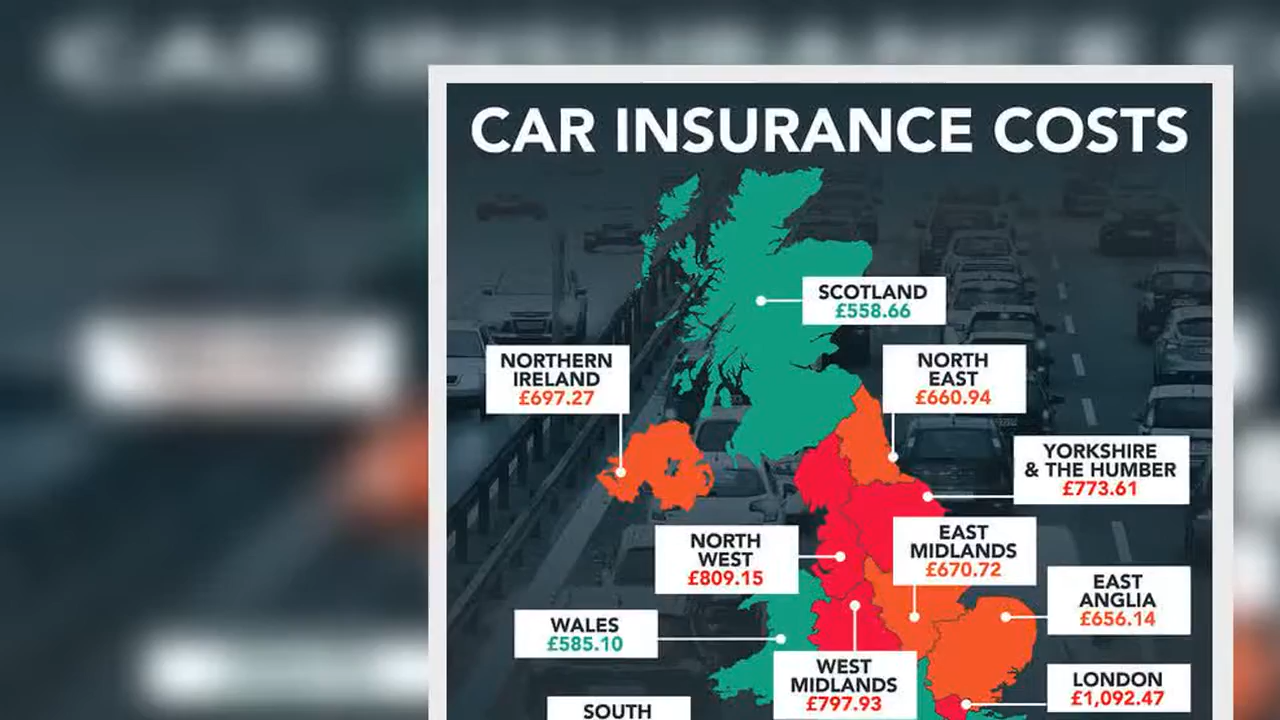 CAR INSURANCE COSTS
SCOTLAND
£558.66
NORTHERN
IRELAND
£697.27
NORTH
EAST
£660.94
YORKSHIRE
& THE HUMBER
£773.61
NORTH
WEST
£809.15
EAST
MIDLANDS
£670.72
EAST
ANGLIA
£656.14
WALES
£585.10
WEST
MIDLANDS
£797.93
LONDON
£1,092.47
SOUTH